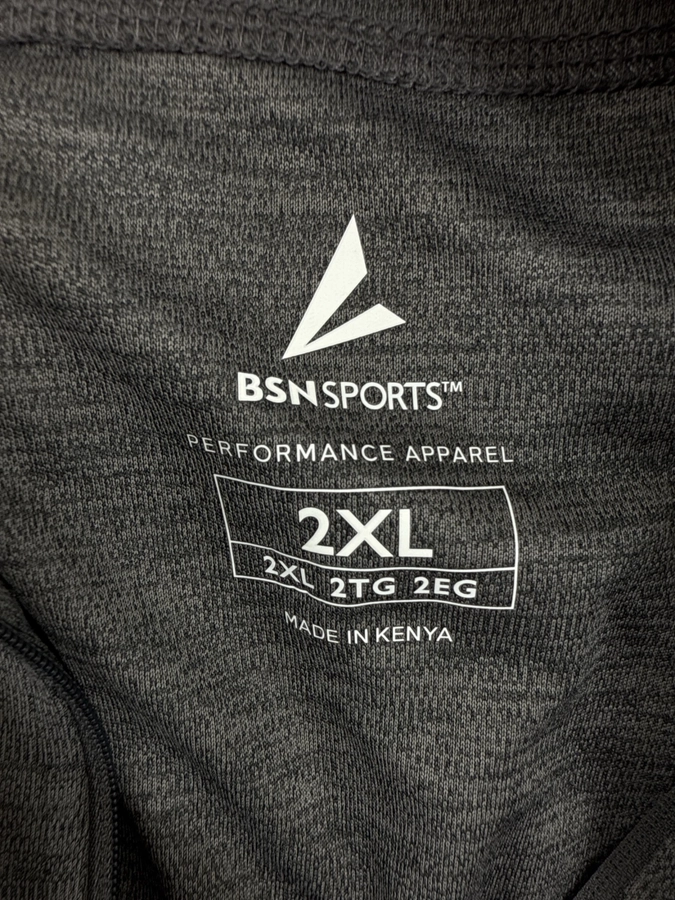 BSNSPORTS™
PERFORMANCE APPAREL
2XL
2XL 2TG 2EG
MADE IN KENYA